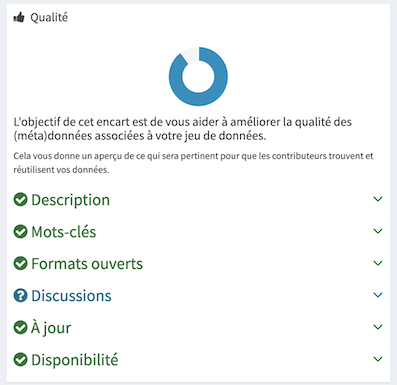 Qualité
L'objectif de cet encart est de vous aider à améliorer la qualité des
(méta)données associées à votre jeu de données.
Cela vous donne un aperçu de ce qui sera pertinent pour que les contributeurs trouvent et
réutilisent vos données.
Description
Mots-clés
Formats ouverts
Discussions
À jour
Disponibilité